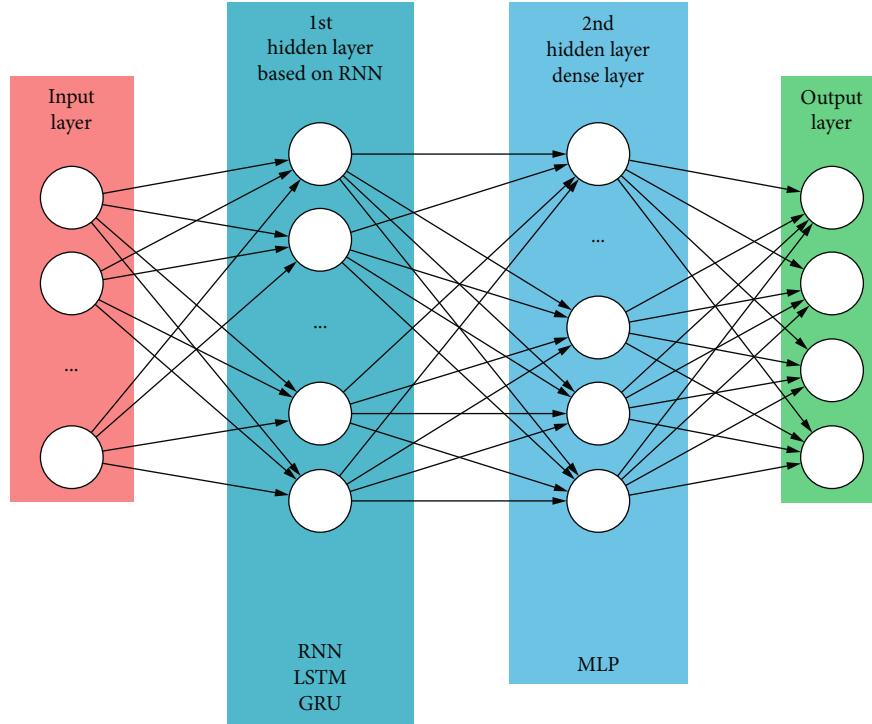 Input
layer
...
1st
hidden layer
based on RNN
...
RNN
LSTM
GRU
2nd
hidden layer
dense layer
...
MLP
Output
layer